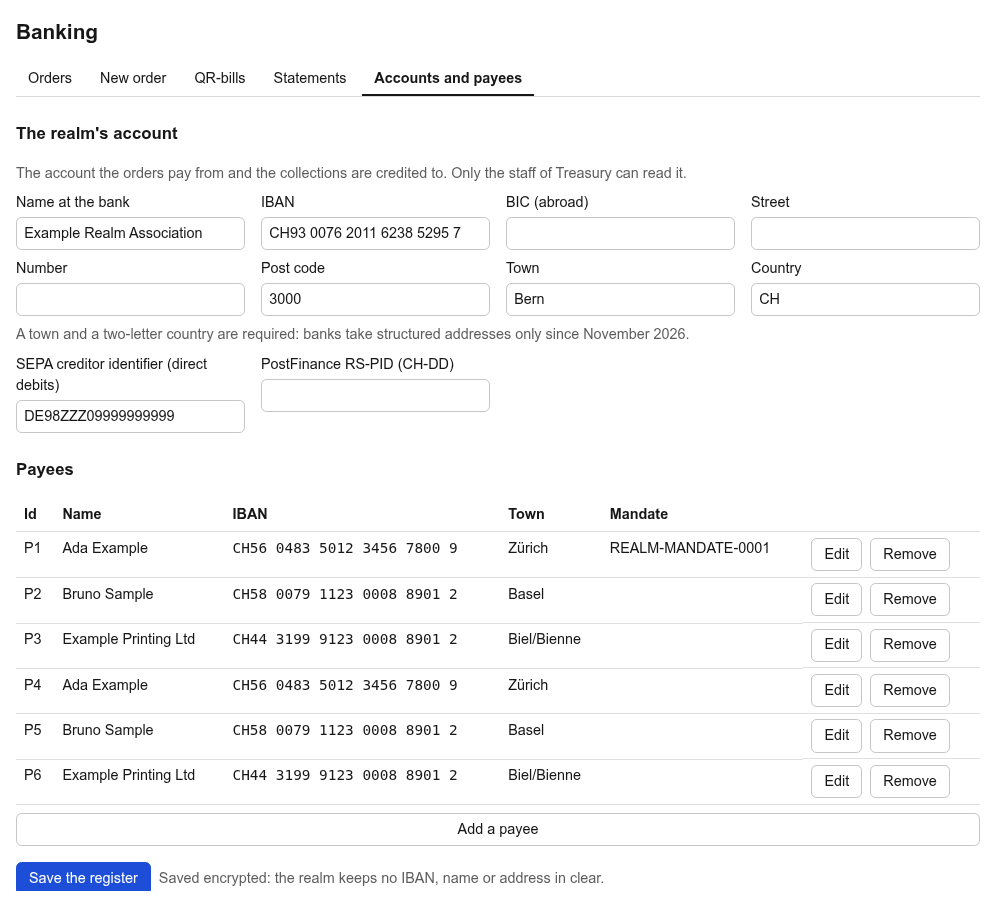 Banking
Orders New order QR-bills Statements Accounts and payees
The realm's account
The account the orders pay from and the collections are credited to. Only the staff of Treasury can read it.
Name at the bank IBAN BIC (abroad) Street
Example Realm Association CH93 0076 2011 6238 5295 7
Number Post code Town Country
3000 Bern CH
A town and a two-letter country are required: banks take structured addresses only since November 2026.
SEPA creditor identifier (direct debits) PostFinance RS-PID (CH-DD)
DE98ZZZ09999999999
Payees
Id Name IBAN Town Mandate
P1 Ada Example CH56 0483 5012 3456 7800 9 Zürich REALM-MANDATE-0001 Edit Remove
P2 Bruno Sample CH58 0079 1123 0008 8901 2 Basel Edit Remove
P3 Example Printing Ltd CH44 3199 9123 0008 8901 2 Biel/Bienne Edit Remove
P4 Ada Example CH56 0483 5012 3456 7800 9 Zürich Edit Remove
P5 Bruno Sample CH58 0079 1123 0008 8901 2 Basel Edit Remove
P6 Example Printing Ltd CH44 3199 9123 0008 8901 2 Biel/Bienne Edit Remove
Add a payee
Save the register Saved encrypted: the realm keeps no IBAN, name or address in clear.